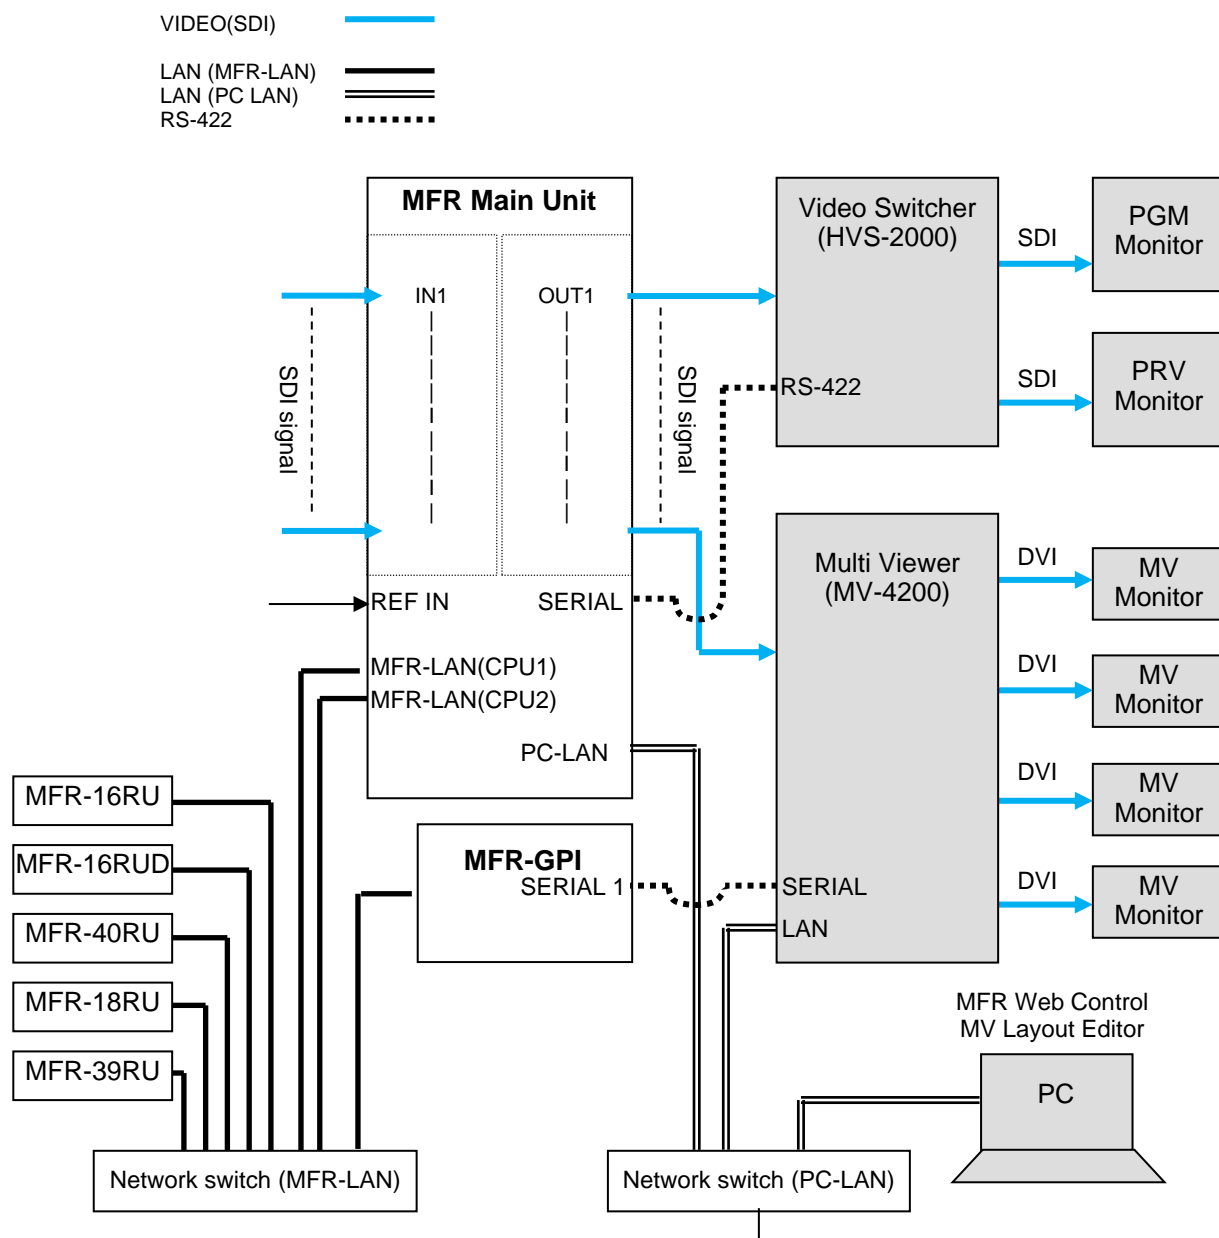 VIDEO(SDI)
LAN (MFR-LAN)
LAN (PC LAN)
RS-422
MFR Main Unit
IN1
OUT1
SDI signal
SDI signal
REF IN
SERIAL
MFR-LAN(CPU1)
MFR-LAN(CPU2)
PC-LAN
Video Switcher
(HVS-2000)
RS-422
SDI
PGM
Monitor
SDI
PRV
Monitor
Multi Viewer
(MV-4200)
SERIAL
LAN
DVI
MV
Monitor
DVI
MV
Monitor
DVI
MV
Monitor
DVI
MV
Monitor
MFR-GPI
SERIAL 1
MFR-16RU
MFR-16RUD
MFR-40RU
MFR-18RU
MFR-39RU
MFR Web Control
MV Layout Editor
PC
Network switch (MFR-LAN)
Network switch (PC-LAN)